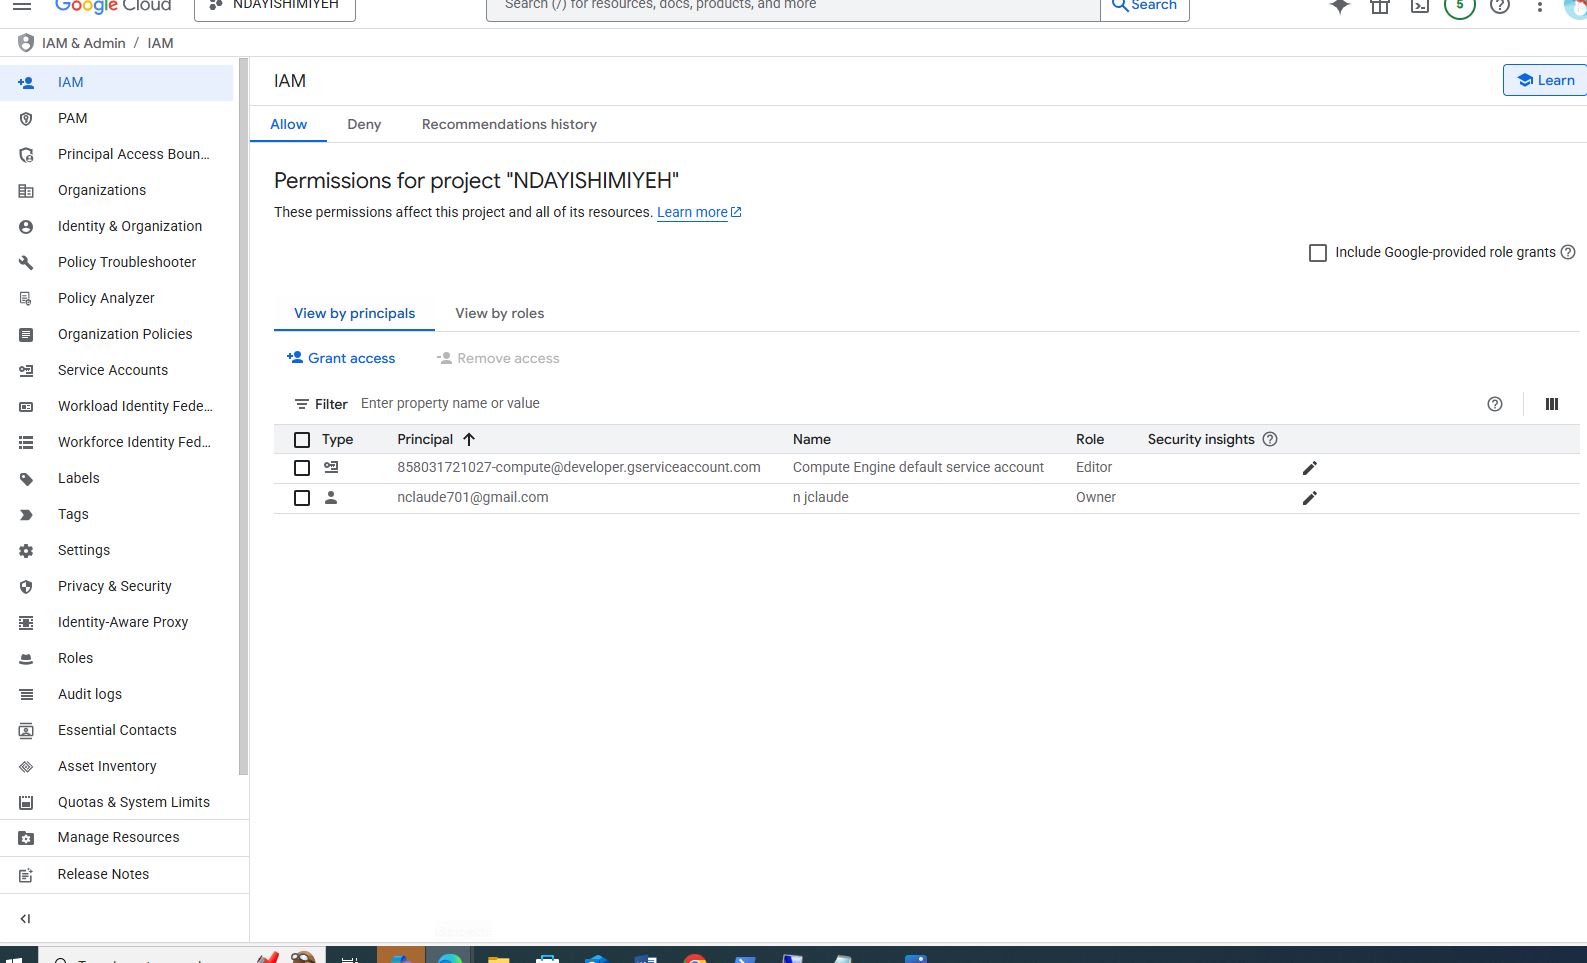 Google Cloud
NDAYISHIMIYEH
Search (/) for resources, docs, products, and more
Search
5
IAM & Admin / IAM
IAM
PAM
Principal Access Boun...
Organizations
Identity & Organization
Policy Troubleshooter
Policy Analyzer
Organization Policies
Service Accounts
Workload Identity Fede...
Workforce Identity Fed...
Labels
Tags
Settings
Privacy & Security
Identity-Aware Proxy
Roles
Audit logs
Essential Contacts
Asset Inventory
Quotas & System Limits
Manage Resources
Release Notes
IAM
Learn
Allow Deny Recommendations history
Permissions for project "NDAYISHIMIYEH"
These permissions affect this project and all of its resources. Learn more
Include Google-provided role grants
View by principals View by roles
Grant access Remove access
Filter Enter property name or value
Type Principal Name Role Security insights
858031721027-compute@developer.gserviceaccount.com Compute Engine default service account Editor
nclaude701@gmail.com n jclaude Owner